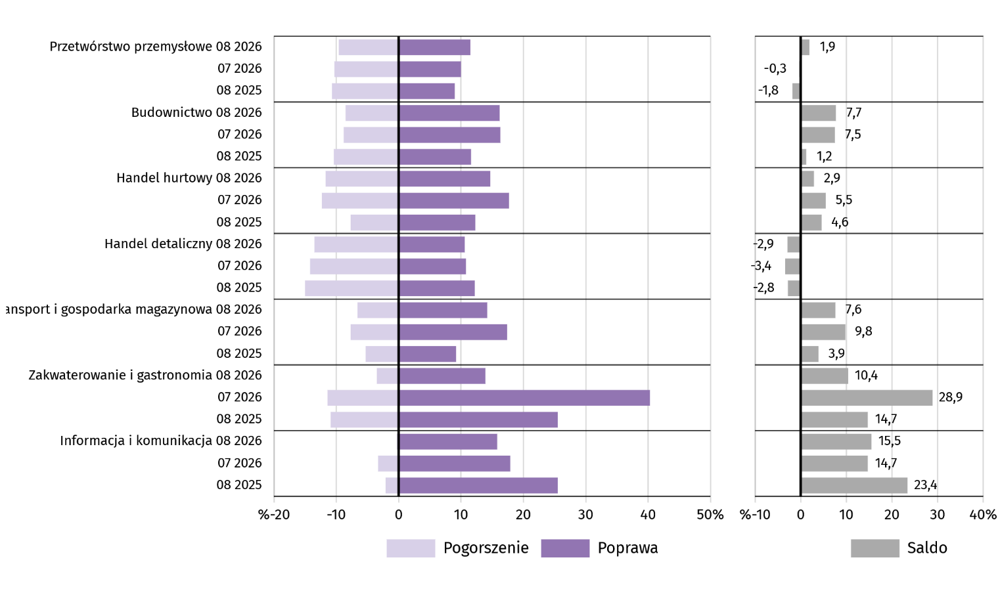 Przetwórstwo przemysłowe 08 2026 1,9
07 2026 -0,3
08 2025 -1,8
Budownictwo 08 2026 7,7
07 2026 7,5
08 2025 1,2
Handel hurtowy 08 2026 2,9
07 2026 5,5
08 2025 4,6
Handel detaliczny 08 2026 -2,9
07 2026 -3,4
08 2025 -2,8
ansport i gospodarka magazynowa 08 2026 7,6
07 2026 9,8
08 2025 3,9
Zakwaterowanie i gastronomia 08 2026 10,4
07 2026 28,9
08 2025 14,7
Informacja i komunikacja 08 2026 15,5
07 2026 14,7
08 2025 23,4
%-20 -10 0 10 20 30 40 50% %-10 0 10 20 30 40%
Pogorszenie Poprawa Saldo